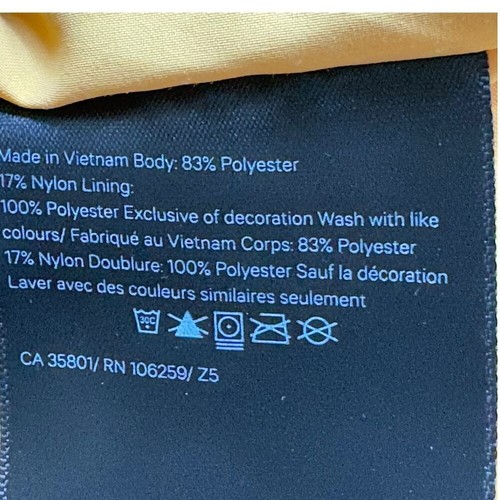 Made in Vietnam Body: 83% Polyester
17% Nylon Lining:
100% Polyester Exclusive of decoration Wash with like
colours/ Fabriqué au Vietnam Corps: 83% Polyester
17% Nylon Doublure: 100% Polyester Sauf la décoration
Laver avec des couleurs similaires seulement
30C
CA 35801/ RN 106259/ Z5